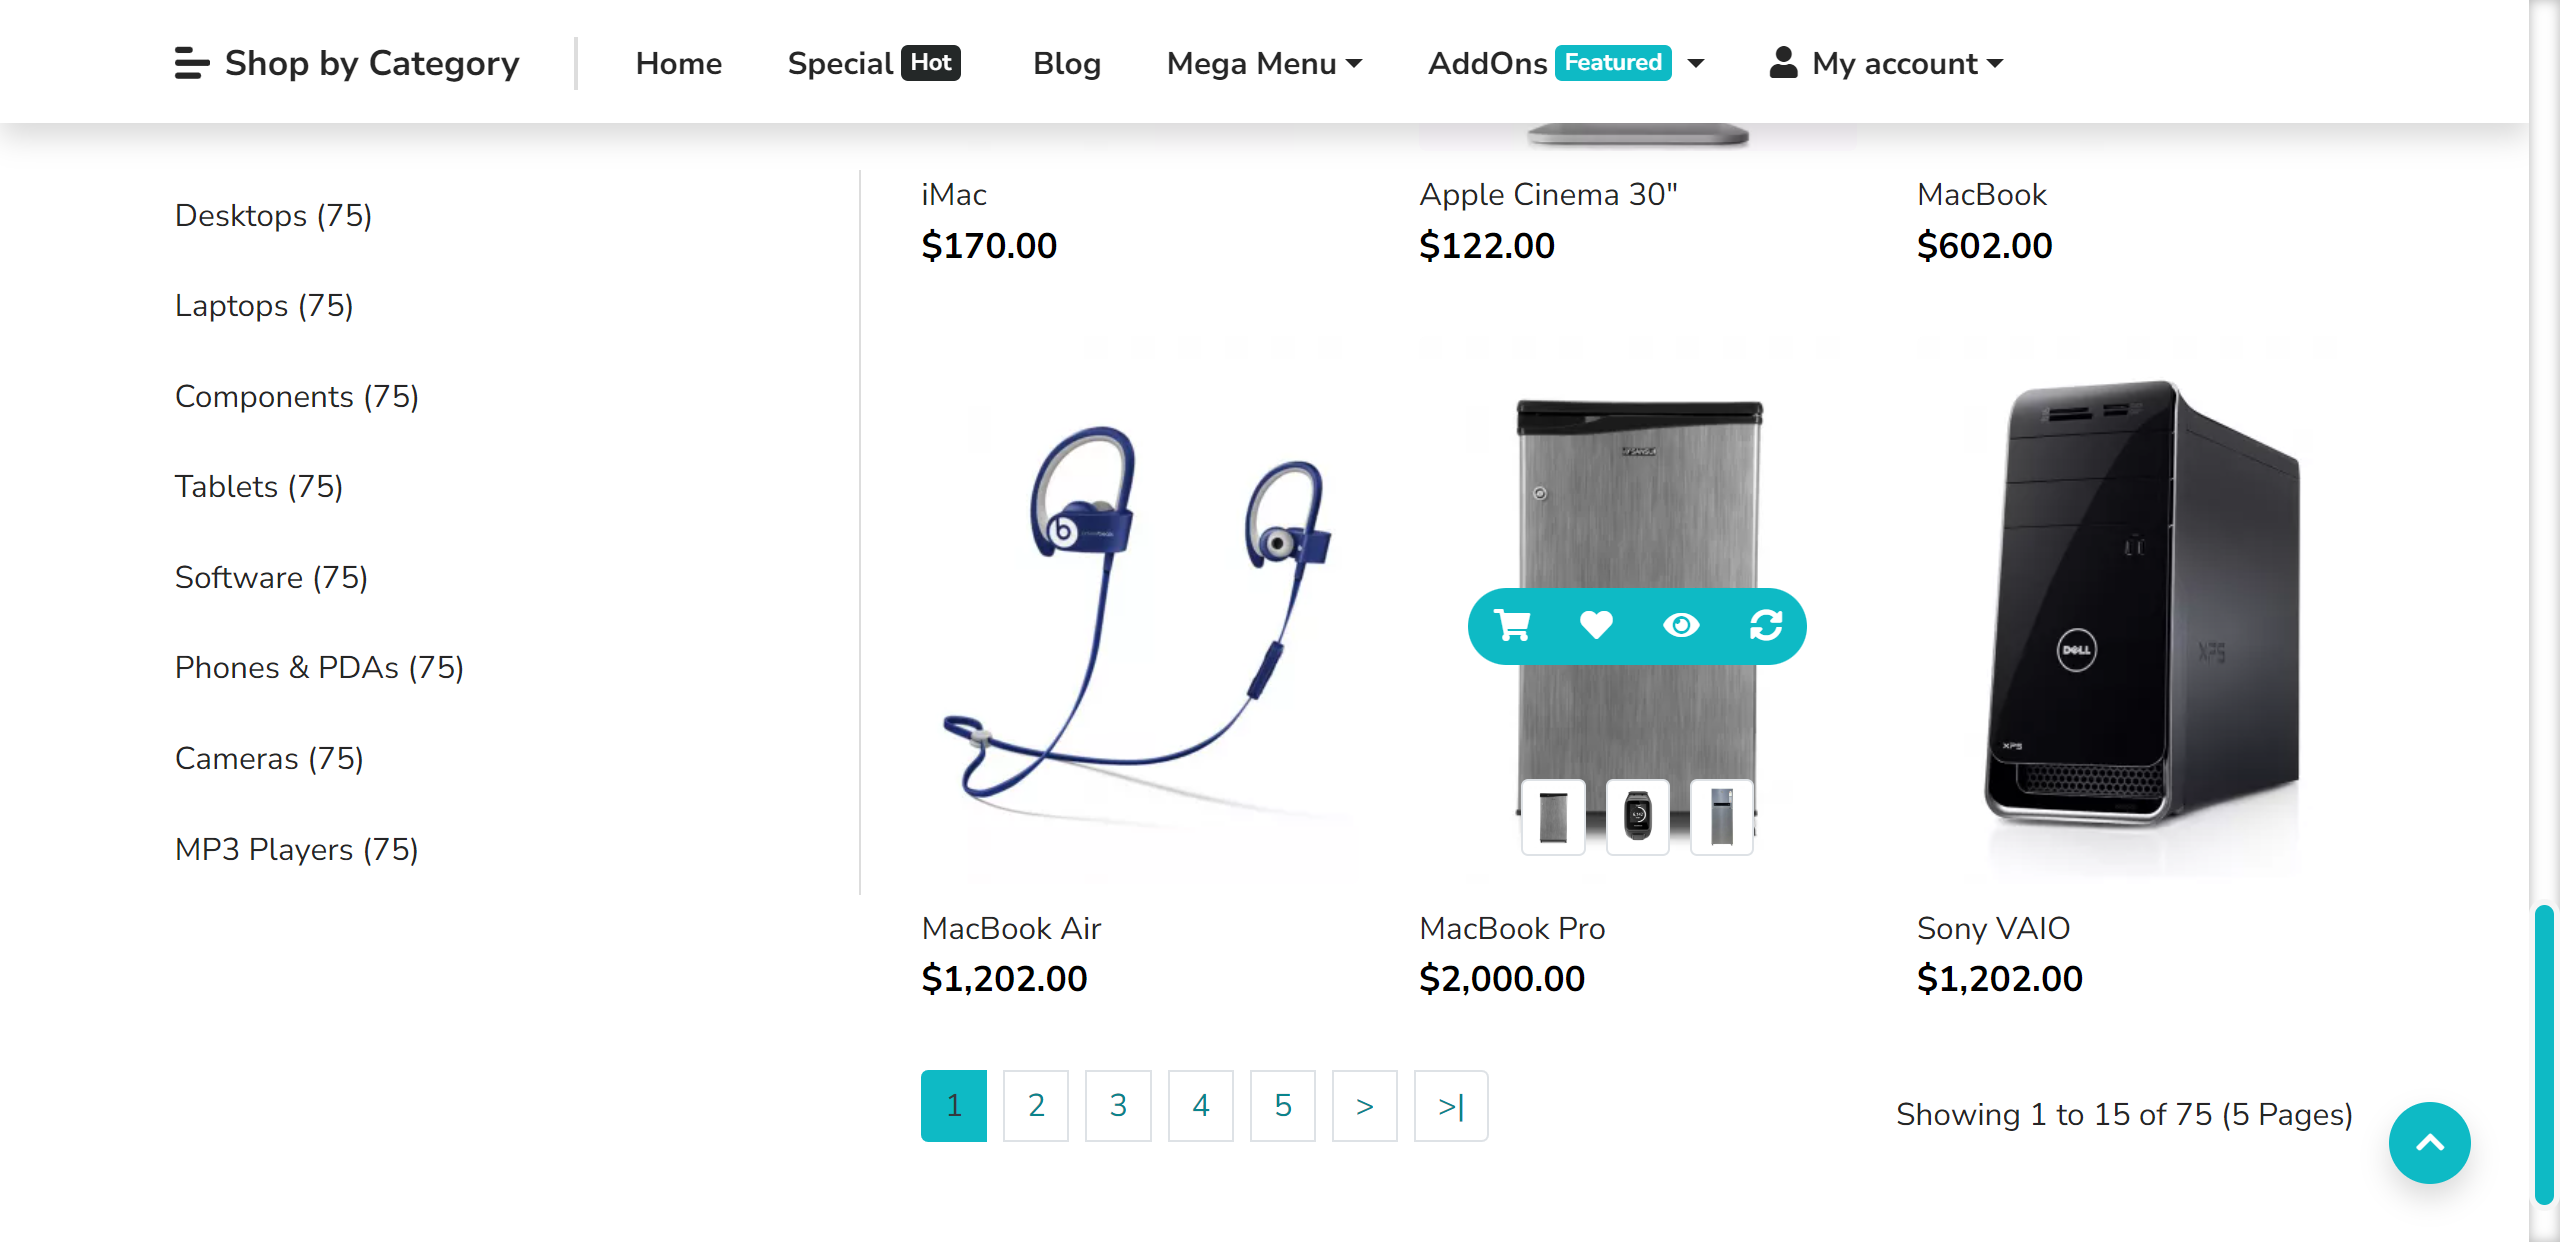 Shop by Category
Home
Special Hot
Blog
Mega Menu
AddOns Featured
My account
Desktops (75)
Laptops (75)
Components (75)
Tablets (75)
Software (75)
Phones & PDAs (75)
Cameras (75)
MP3 Players (75)
iMac
$170.00
Apple Cinema 30"
$122.00
MacBook
$602.00
DELL
XPS
XPS
MacBook Air
$1,202.00
MacBook Pro
$2,000.00
Sony VAIO
$1,202.00
1 2 3 4 5 > >|
Showing 1 to 15 of 75 (5 Pages)